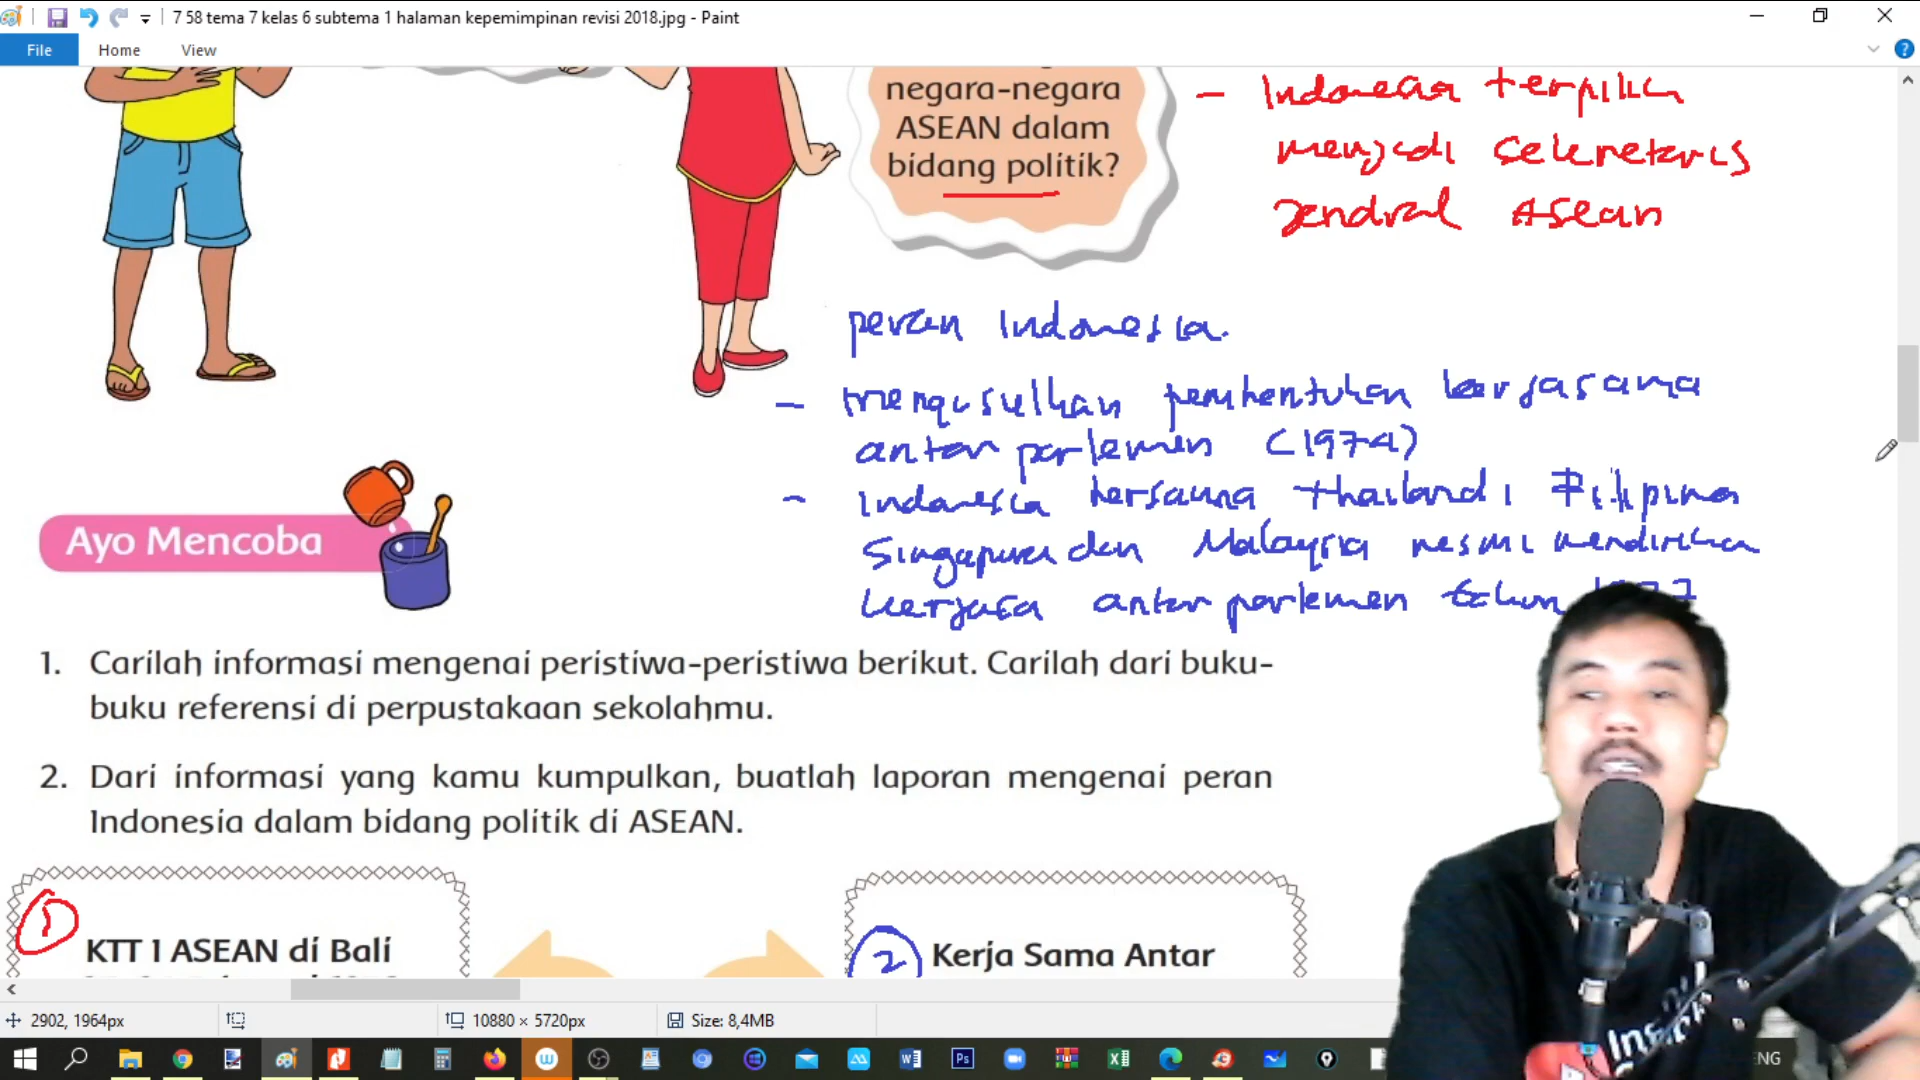 7 58 tema 7 kelas 6 subtema 1 halaman kepemimpinan revisi 2018.jpg - Paint
File Home View
negara-negara
ASEAN dalam
bidang politik?
- Indonesia terpilih
menjadi Sekretaris
Jendral Asean
peran Indonesia.
- mengusulkan pembentukan kerjasama
antar parlemen (1974)
- Indonesia bersama Thailand, Filipina
Singapura dan Malaysia resmi mendirikan
kerjasa antar parlemen tahun
Ayo Mencoba
1. Carilah informasi mengenai peristiwa-peristiwa berikut. Carilah dari buku-
buku referensi di perpustakaan sekolahmu.
2. Dari informasi yang kamu kumpulkan, buatlah laporan mengenai peran
Indonesia dalam bidang politik di ASEAN.
1
KTT 1 ASEAN di Bali
2
Kerja Sama Antar
2902, 1964px
10880 × 5720px
Size: 8,4MB
ENG